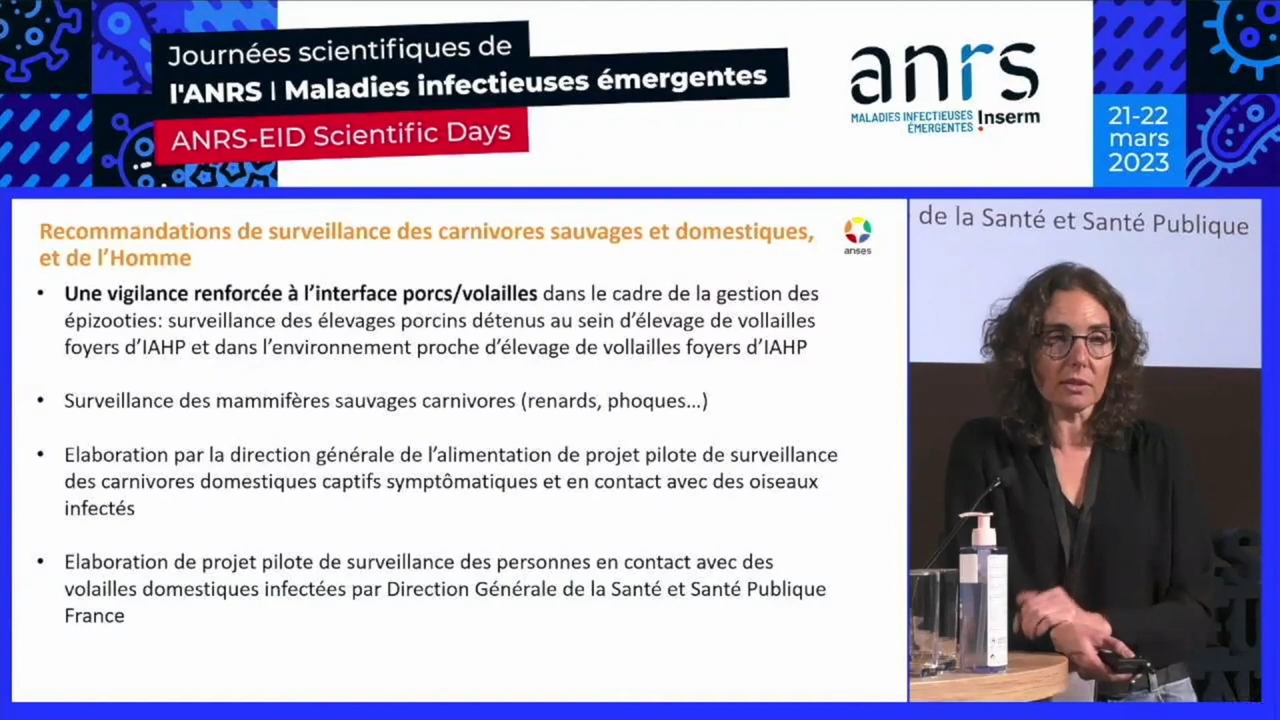 Journées scientifiques de
l'ANRS | Maladies infectieuses émergentes
ANRS-EID Scientific Days
anrs
MALADIES INFECTIEUSES
ÉMERGENTES Inserm
21-22
mars
2023
Recommandations de surveillance des carnivores sauvages et domestiques,
et de l'Homme
anses
• Une vigilance renforcée à l'interface porcs/volailles dans le cadre de la gestion des
épizooties: surveillance des élevages porcins détenus au sein d'élevage de vollailles
foyers d'IAHP et dans l'environnement proche d'élevage de vollailles foyers d'IAHP
• Surveillance des mammifères sauvages carnivores (renards, phoques...)
• Elaboration par la direction générale de l'alimentation de projet pilote de surveillance
des carnivores domestiques captifs symptômatiques et en contact avec des oiseaux
infectés
• Elaboration de projet pilote de surveillance des personnes en contact avec des
volailles domestiques infectées par Direction Générale de la Santé et Santé Publique
France
de la Santé et Santé Publique